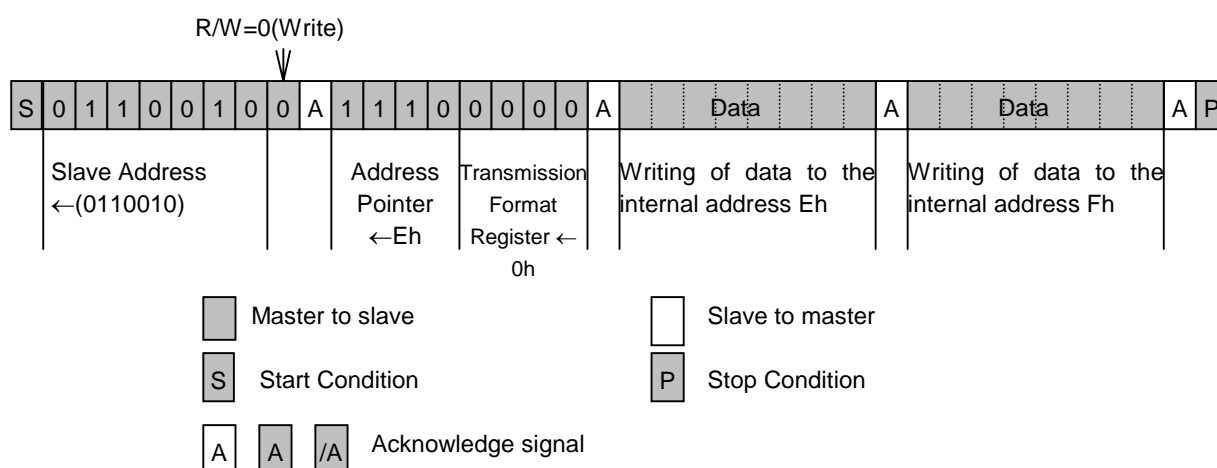 R/W=0(Write)
S 0 1 1 0 0 1 0 0 A 1 1 1 0 0 0 0 0 A Data A Data A P
Slave Address
←(0110010)
Address
Pointer
←Eh
Transmission
Format
Register ←
0h
Writing of data to the
internal address Eh
Writing of data to the
internal address Fh
Master to slave
Slave to master
S Start Condition
P Stop Condition
A A /A Acknowledge signal